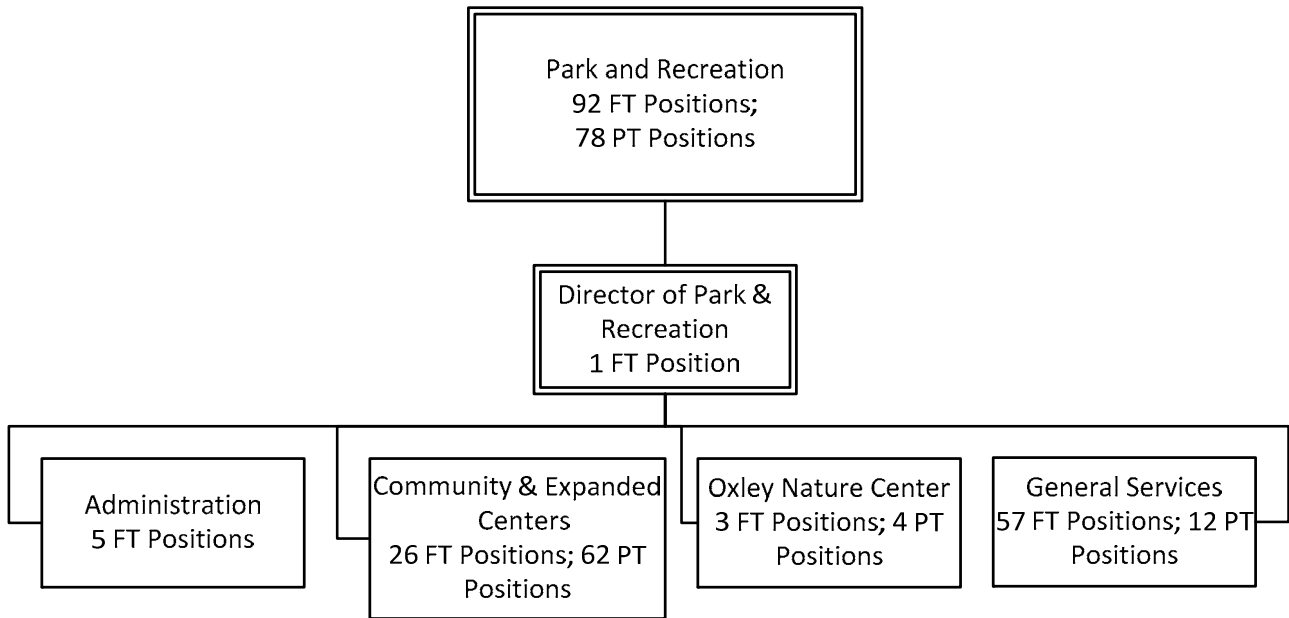 Park and Recreation
92 FT Positions;
78 PT Positions
Director of Park &
Recreation
1 FT Position
Administration
5 FT Positions
Community & Expanded
Centers
26 FT Positions; 62 PT
Positions
Oxley Nature Center
3 FT Positions; 4 PT
Positions
General Services
57 FT Positions; 12 PT
Positions